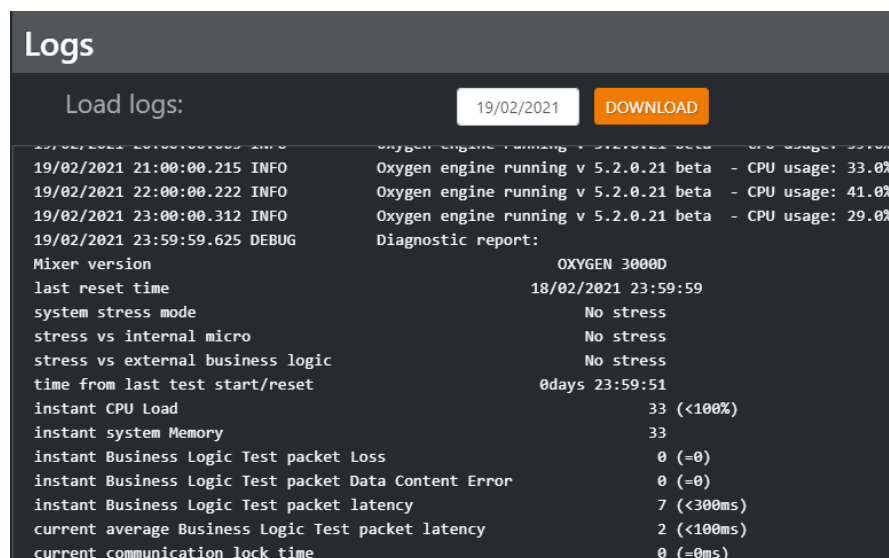 Logs
Load logs: 19/02/2021 DOWNLOAD
19/02/2021 21:00:00.215 INFO Oxygen engine running v 5.2.0.21 beta - CPU usage: 33.0%
19/02/2021 22:00:00.222 INFO Oxygen engine running v 5.2.0.21 beta - CPU usage: 41.0%
19/02/2021 23:00:00.312 INFO Oxygen engine running v 5.2.0.21 beta - CPU usage: 29.0%
19/02/2021 23:59:59.625 DEBUG Diagnostic report:
Mixer version OXYGEN 3000D
last reset time 18/02/2021 23:59:59
system stress mode No stress
stress vs internal micro No stress
stress vs external business logic No stress
time from last test start/reset 0days 23:59:51
instant CPU Load 33 (<100%)
instant system Memory 33
instant Business Logic Test packet Loss 0 (=0)
instant Business Logic Test packet Data Content Error 0 (=0)
instant Business Logic Test packet latency 7 (<300ms)
current average Business Logic Test packet latency 2 (<100ms)
current communication lock time 0 (=0ms)